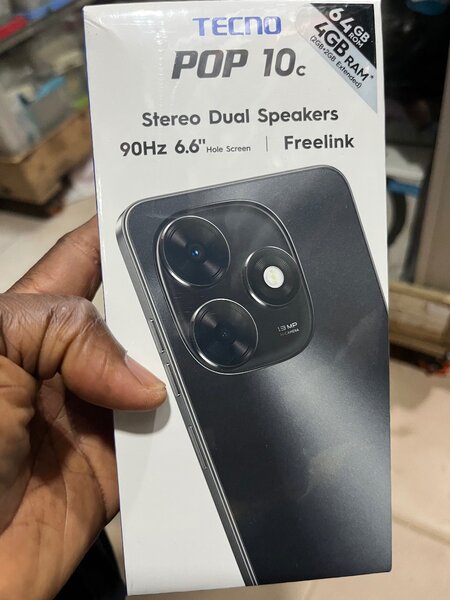 TECNO
POP 10c
64GB
ROM
4GB RAM*
(2GB+2GB Extended)
Stereo Dual Speakers
90Hz 6.6" Hole Screen | Freelink
13 MP